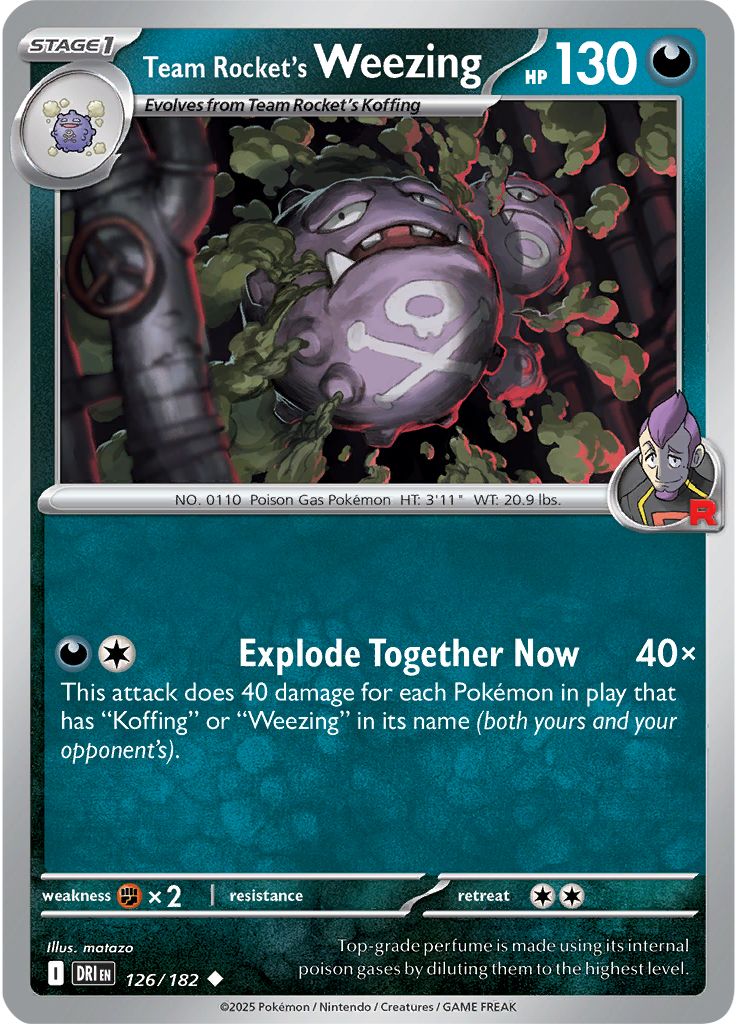 STAGE1
Team Rocket's Weezing HP 130
Evolves from Team Rocket's Koffing
NO. 0110 Poison Gas Pokémon HT: 3'11" WT: 20.9 lbs.
R
Explode Together Now 40×
This attack does 40 damage for each Pokémon in play that
has “Koffing” or “Weezing” in its name (both yours and your
opponent's).
weakness ×2 resistance retreat
Illus. matazo
Top-grade perfume is made using its internal
poison gases by diluting them to the highest level.
I DRI EN 126/182
©2025 Pokémon / Nintendo / Creatures / GAME FREAK